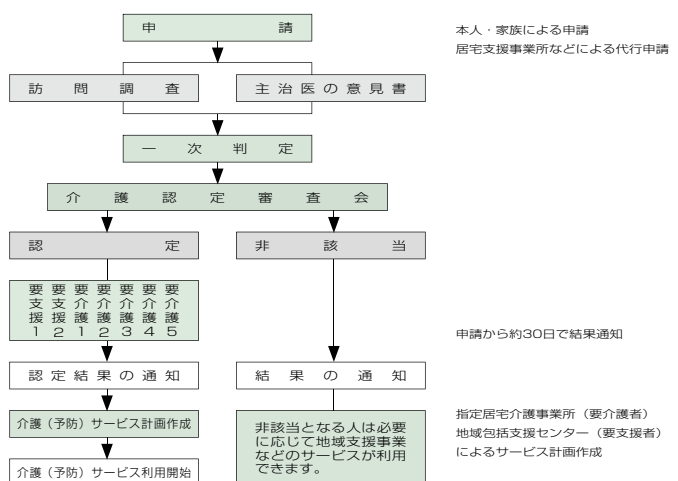 申請
本人・家族による申請
居宅支援事業所などによる代行申請
訪問調査
主治医の意見書
一次判定
介護認定審査会
認定
非該当
要支援1
要支援2
要介護1
要介護2
要介護3
要介護4
要介護5
申請から約30日で結果通知
認定結果の通知
結果の通知
介護（予防）サービス計画作成
非該当となる人は必要
に応じて地域支援事業
などのサービスが利用
できます。
指定居宅介護事業所（要介護者）
地域包括支援センター（要支援者）
によるサービス計画作成
介護（予防）サービス利用開始